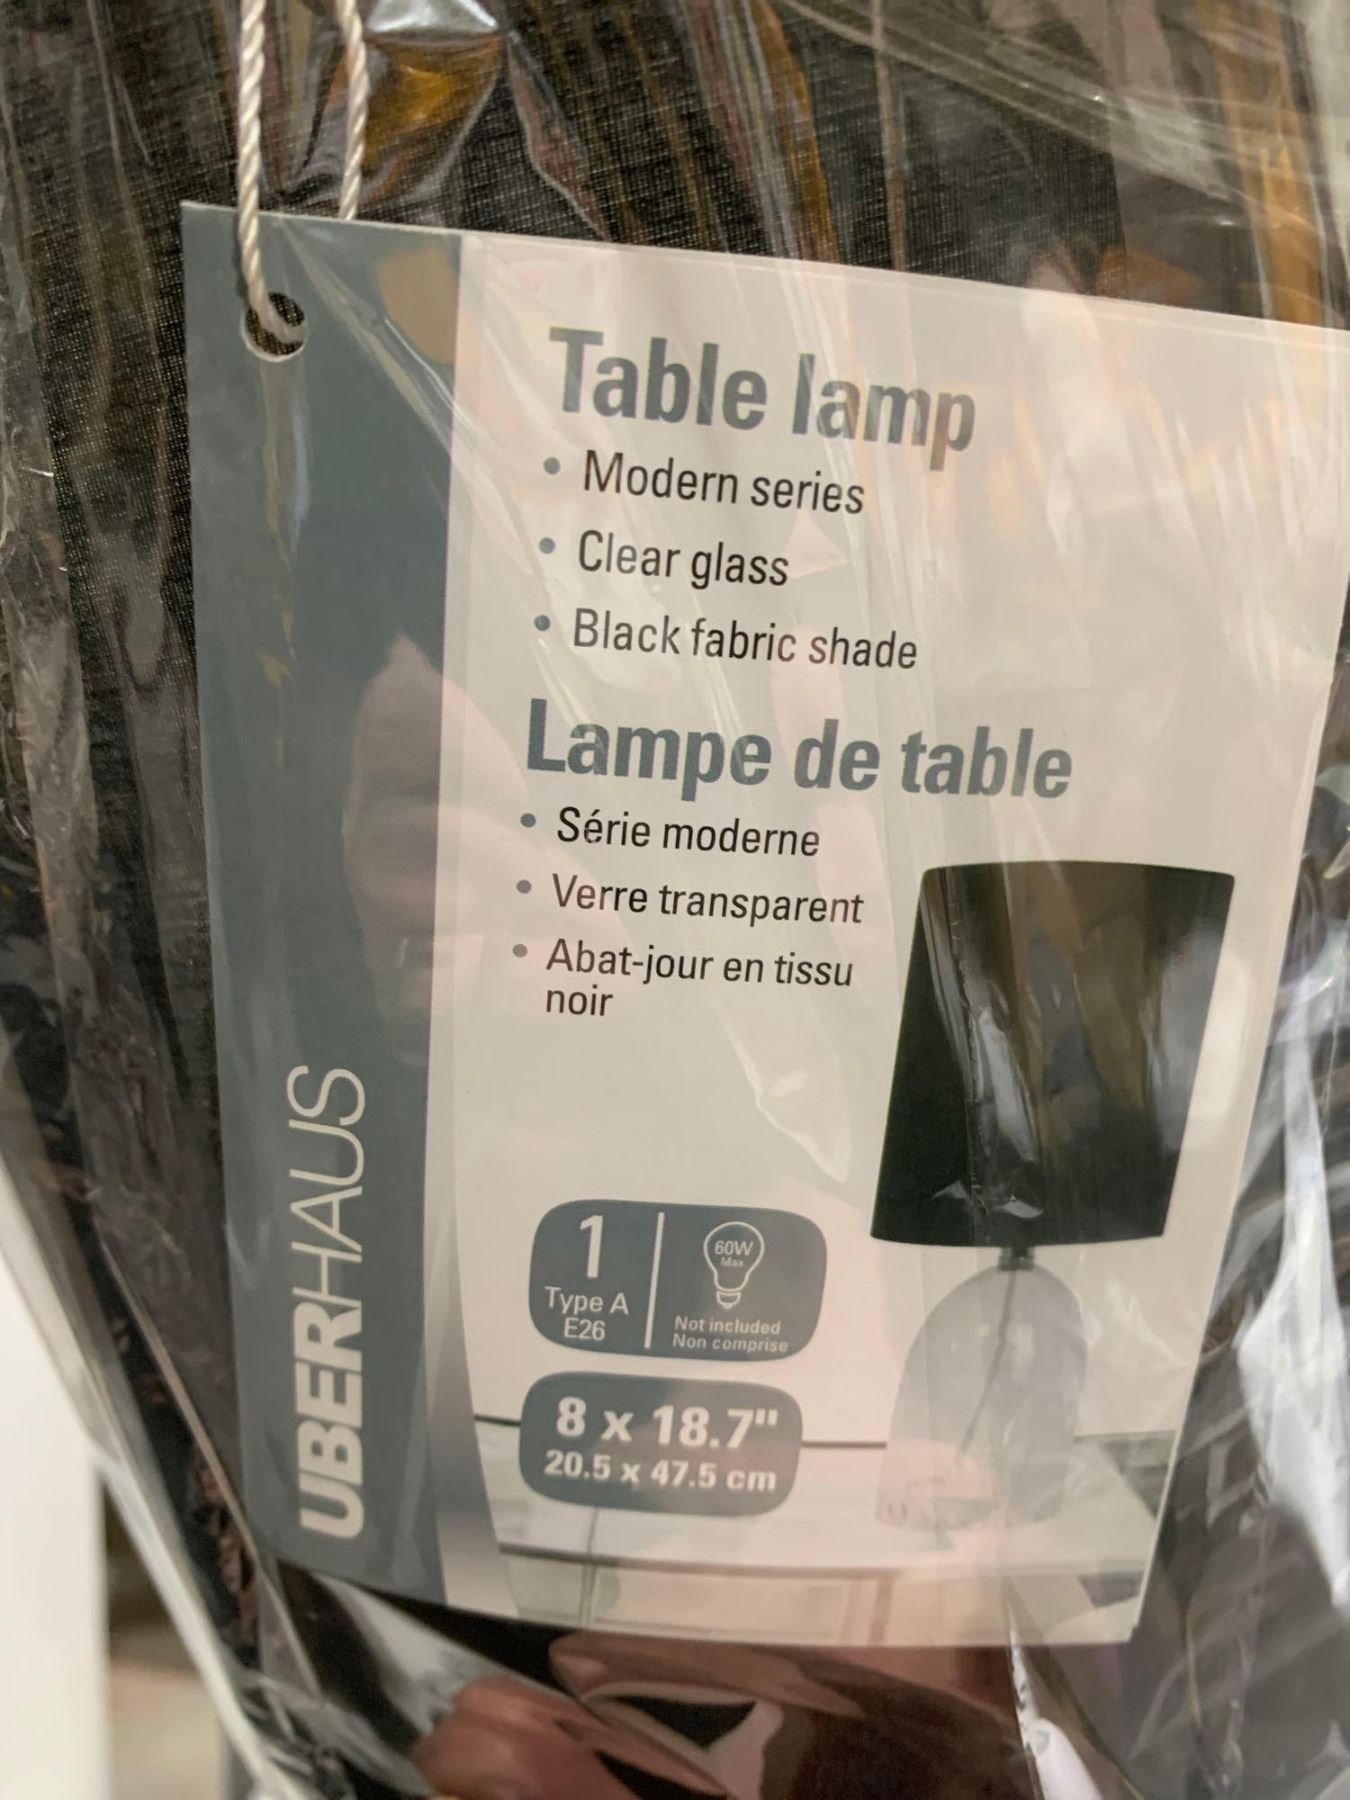 Table lamp
• Modern series
• Clear glass
• Black fabric shade
Lampe de table
• Série moderne
• Verre transparent
• Abat-jour en tissu
noir
UBERHAUS
1
Type A
E26
60W
Max
Not included
Non comprise
8 x 18.7"
20.5 x 47.5 cm